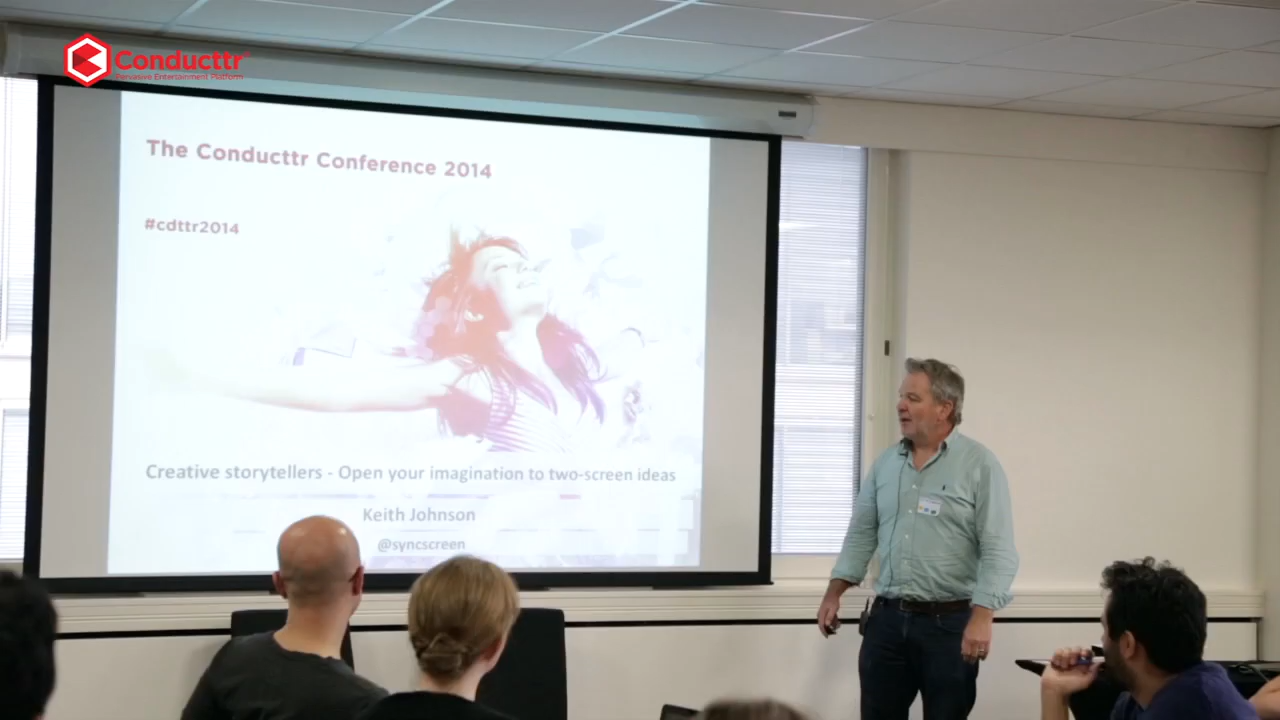 Conducttr
Pervasive Entertainment Platform
The Conducttr Conference 2014
#cdttr2014
Creative storytellers - Open your imagination to two-screen ideas
Keith Johnson
@syncscreen